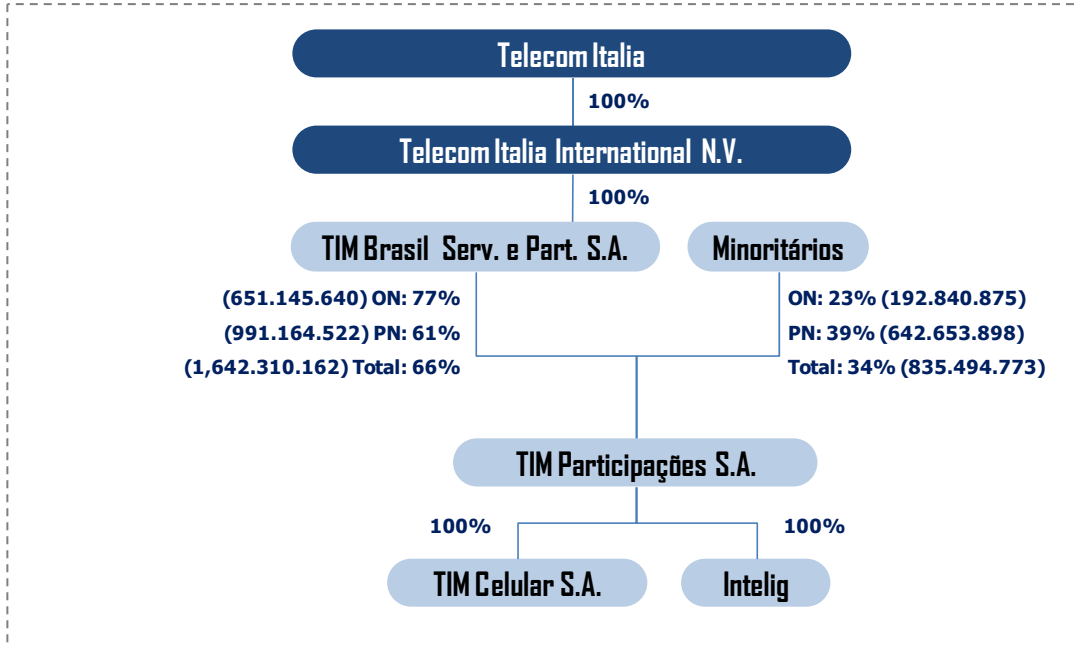 Telecom Italia
100%
Telecom Italia International N.V.
100%
TIM Brasil Serv. e Part. S.A.
Minoritários
(651.145.640) ON: 77%
(991.164.522) PN: 61%
(1,642.310.162) Total: 66%
ON: 23% (192.840.875)
PN: 39% (642.653.898)
Total: 34% (835.494.773)
TIM Participações S.A.
100%
100%
TIM Celular S.A.
Intelig